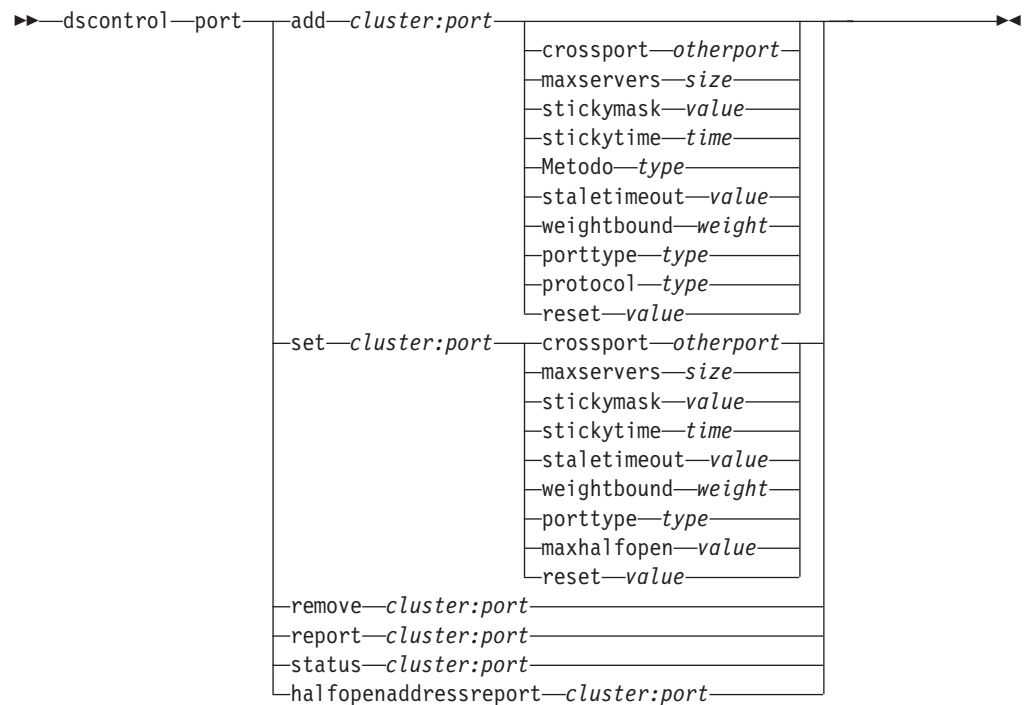 dscontrol port add cluster:port
crossport otherport
maxservers size
stickymask value
stickytime time
Metodo type
staletimeout value
weightbound weight
porttype type
protocol type
reset value
set cluster:port crossport otherport
maxservers size
stickymask value
stickytime time
staletimeout value
weightbound weight
porttype type
maxhalfopen value
reset value
remove cluster:port
report cluster:port
status cluster:port
halfopenaddressreport cluster:port